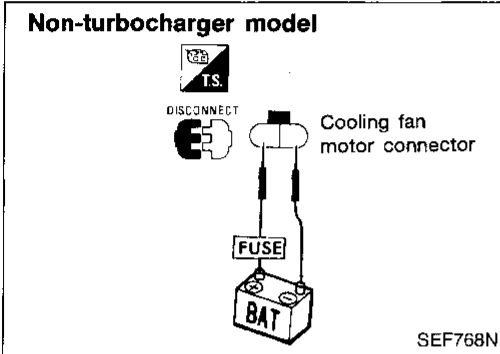 Non-turbocharger model
T.S.
DISCONNECT
Cooling fan
motor connector
FUSE
BAT
SEF768N